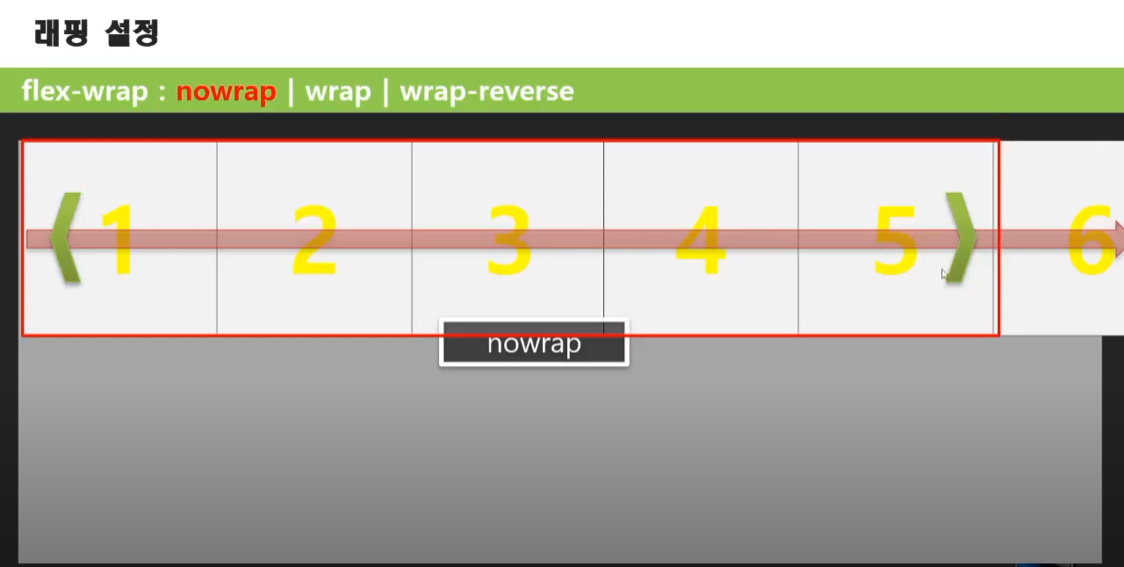 래핑 설정
flex-wrap : nowrap | wrap | wrap-reverse
1 2 3 4 5 6
nowrap